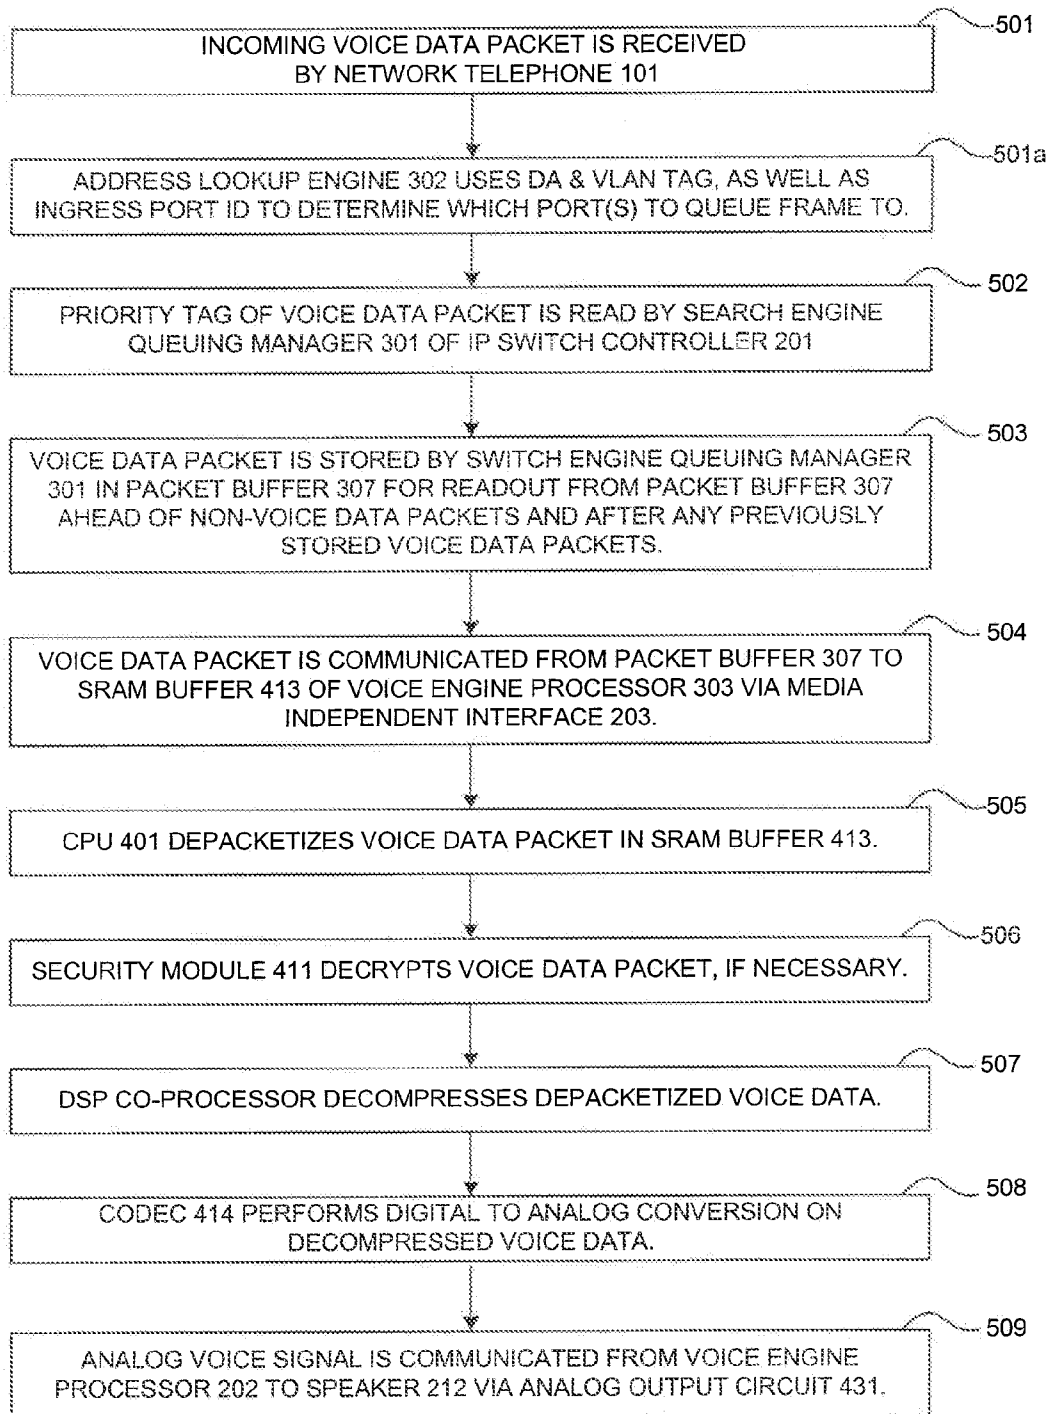 501
INCOMING VOICE DATA PACKET IS RECEIVED
BY NETWORK TELEPHONE 101
501a
ADDRESS LOOKUP ENGINE 302 USES DA & VLAN TAG, AS WELL AS
INGRESS PORT ID TO DETERMINE WHICH PORT(S) TO QUEUE FRAME TO.
502
PRIORITY TAG OF VOICE DATA PACKET IS READ BY SEARCH ENGINE
QUEUING MANAGER 301 OF IP SWITCH CONTROLLER 201
503
VOICE DATA PACKET IS STORED BY SWITCH ENGINE QUEUING MANAGER
301 IN PACKET BUFFER 307 FOR READOUT FROM PACKET BUFFER 307
AHEAD OF NON-VOICE DATA PACKETS AND AFTER ANY PREVIOUSLY
STORED VOICE DATA PACKETS.
504
VOICE DATA PACKET IS COMMUNICATED FROM PACKET BUFFER 307 TO
SRAM BUFFER 413 OF VOICE ENGINE PROCESSOR 303 VIA MEDIA
INDEPENDENT INTERFACE 203.
505
CPU 401 DEPACKETIZES VOICE DATA PACKET IN SRAM BUFFER 413.
506
SECURITY MODULE 411 DECRYPTS VOICE DATA PACKET, IF NECESSARY.
507
DSP CO-PROCESSOR DECOMPRESSES DEPACKETIZED VOICE DATA.
508
CODEC 414 PERFORMS DIGITAL TO ANALOG CONVERSION ON
DECOMPRESSED VOICE DATA.
509
ANALOG VOICE SIGNAL IS COMMUNICATED FROM VOICE ENGINE
PROCESSOR 202 TO SPEAKER 212 VIA ANALOG OUTPUT CIRCUIT 431.